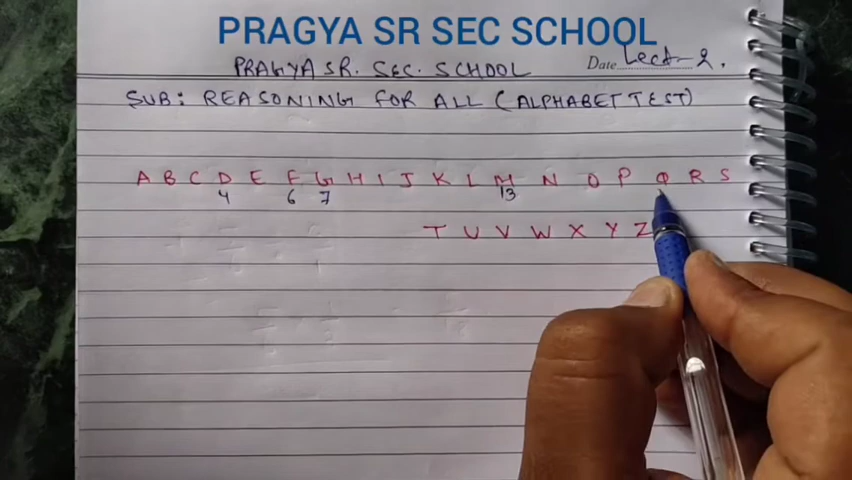 PRAGYA SR SEC SCHOOL
PRAGYA SR. SEC. SCHOOL Date Lect-2.
SUB: REASONING FOR ALL (ALPHABET TEST)
A B C D E F G H I J K L M N O P Q R S
4 6 7 13
T U V W X Y Z